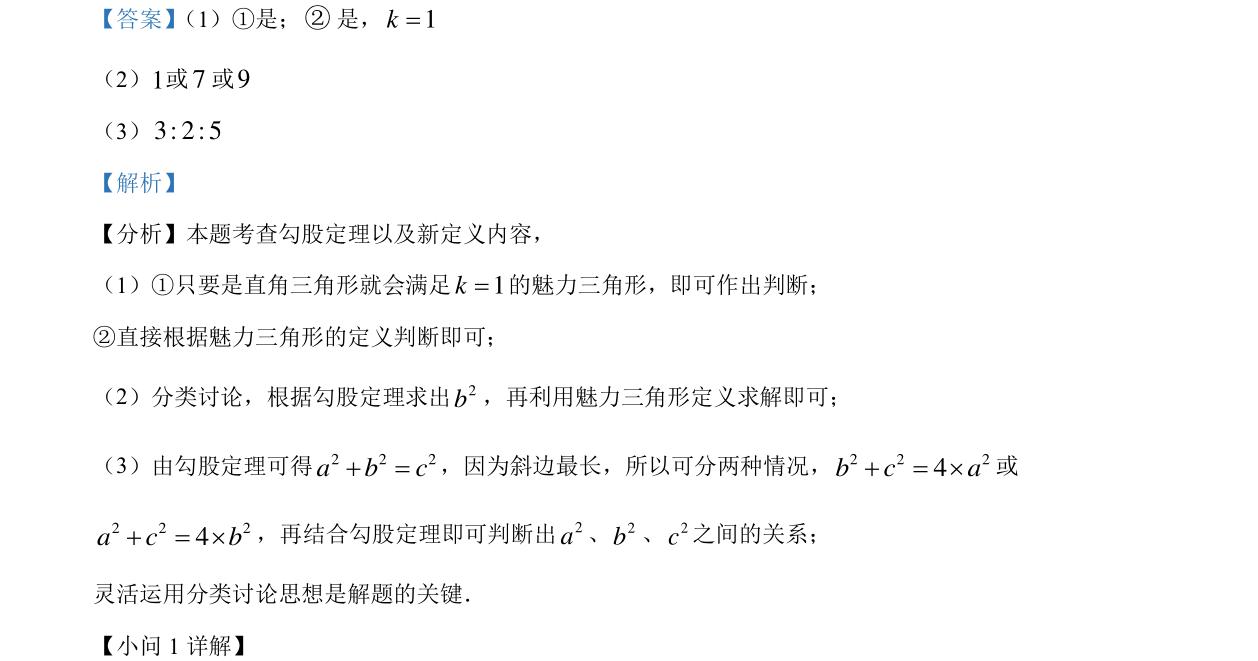 【答案】（1）①是；② 是，k =1
（2）1或 7 或9
（3）3:2:5
【解析】
【分析】本题考查勾股定理以及新定义内容，
（1）①只要是直角三角形就会满足k =1的魅力三角形，即可作出判断；
②直接根据魅力三角形的定义判断即可；
（2）分类讨论，根据勾股定理求出b²，再利用魅力三角形定义求解即可；
（3）由勾股定理可得a² +b² = c²，因为斜边最长，所以可分两种情况，b² +c² = 4×a² 或
a² +c² = 4×b²，再结合勾股定理即可判断出a²、b²、c²之间的关系；
灵活运用分类讨论思想是解题的关键．
【小问 1 详解】